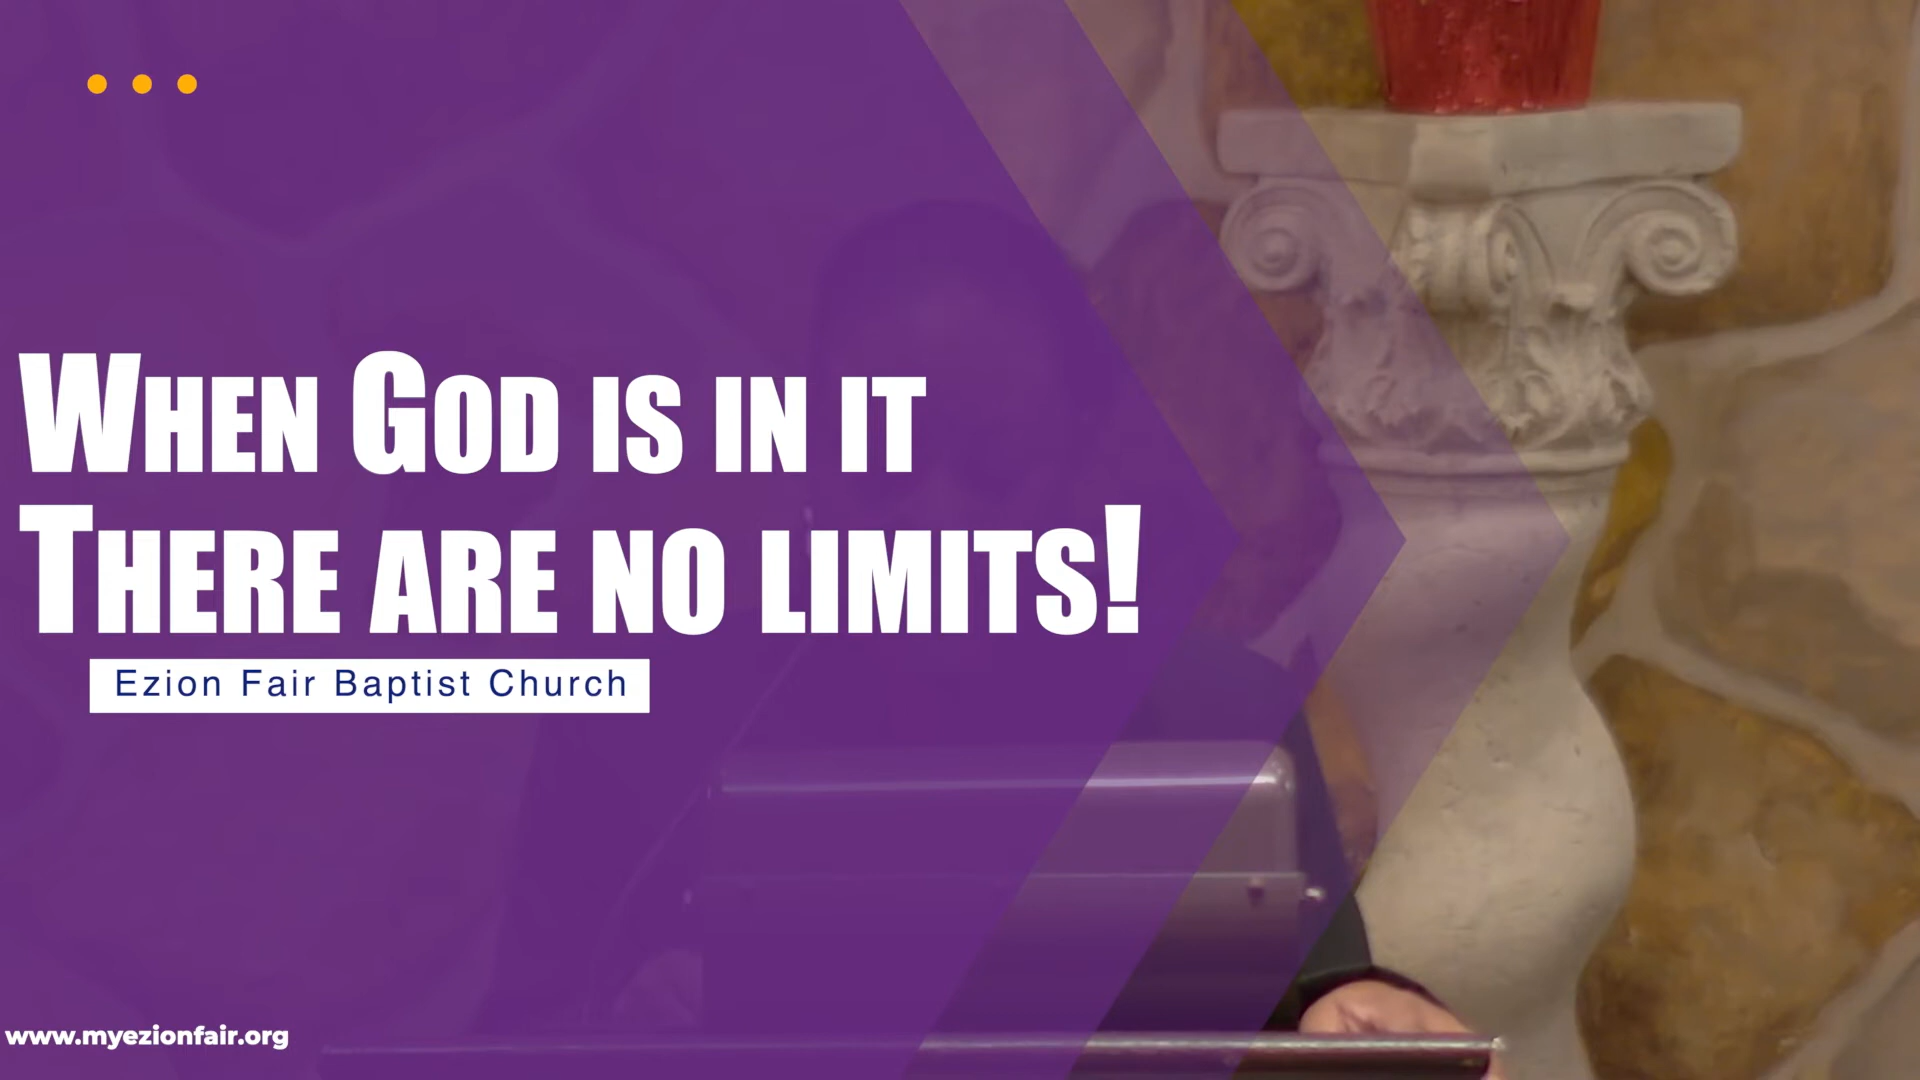 When God is in it
There are no limits!
Ezion Fair Baptist Church
www.myezionfair.org